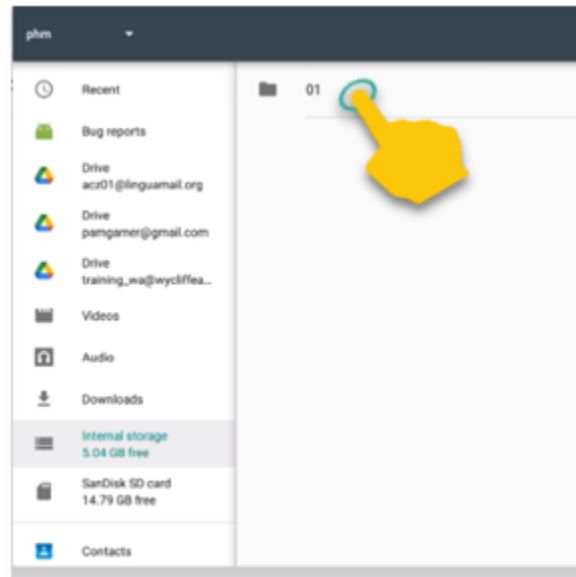 phm
Recent
01
Bug reports
Drive
acz01@linguamail.org
Drive
pamgamer@gmail.com
Drive
training_wa@wycliffea...
Videos
Audio
Downloads
Internal storage
5.04 GB free
SanDisk SD card
14.79 GB free
Contacts